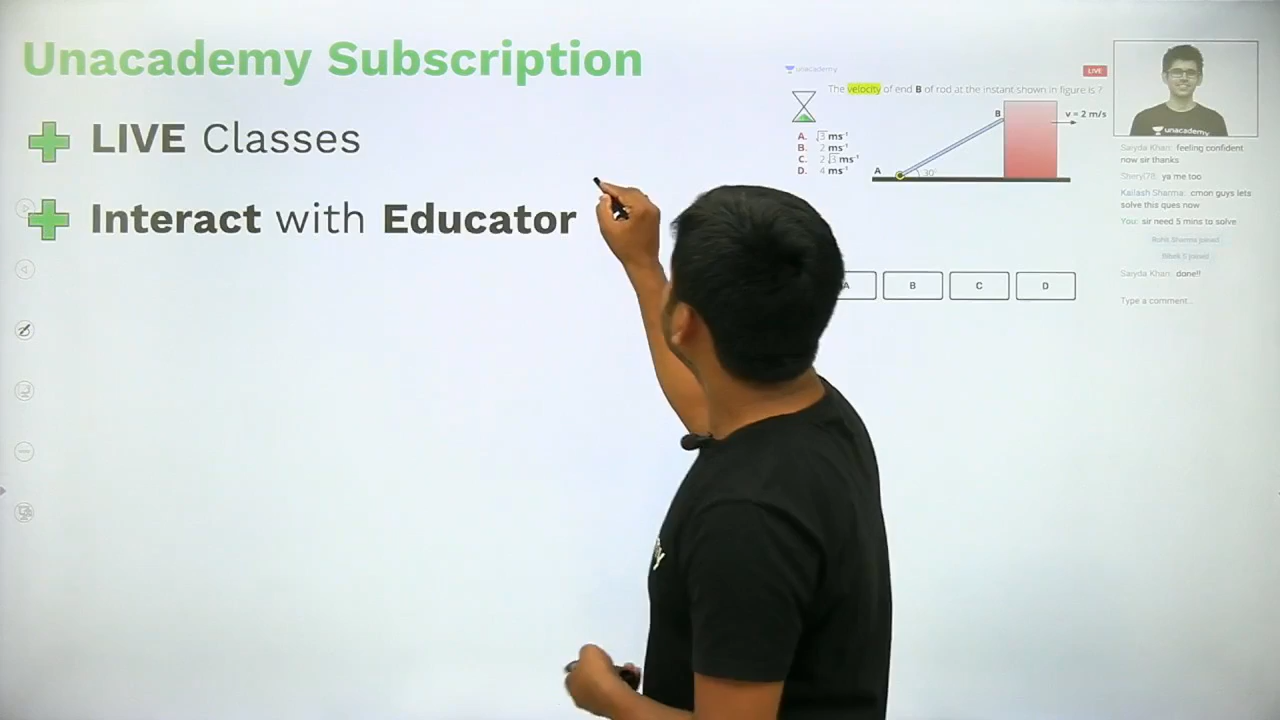 Unacademy Subscription
LIVE Classes
Interact with Educator
unacademy
LIVE
The velocity of end B of rod at the instant shown in figure is ?
A. √3 ms⁻¹
B. 2 ms⁻¹
C. 2√3 ms⁻¹
D. 4 ms⁻¹
B
v = 2 m/s
A
30°
A
B
C
D
unacademy
Saiyda Khan: feeling confident
now sir thanks
Sheryl78: ya me too
Kailash Sharma: cmon guys lets
solve this ques now
You: sir need 5 mins to solve
Rohit Sharma joined
Bibek S joined
Saiyda Khan: done!!
Type a comment...